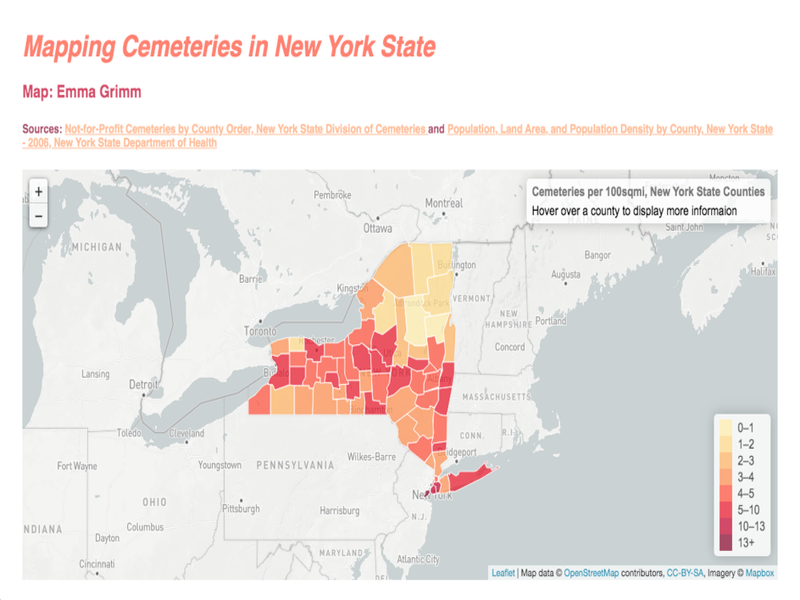 Mapping Cemeteries in New York State
Map: Emma Grimm
Sources: Not-for-Profit Cemeteries by County Order, New York State Division of Cemeteries and Population, Land Area, and Population Density by County, New York State
- 2006, New York State Department of Health
+
−
Cemeteries per 100sqmi, New York State Counties
Hover over a county to display more informaion
Pembroke
Montreal
Ottawa
Saint John
MICHIGAN
Burlington
Bangor
Barrie
Augusta
Halifax
Kingston
VERMONT
Toronto
NEW
HAMPSHIRE
Portland
Concord
Lansing
Detroit
Albany
MASSACHUSETTS
Toledo
Cleveland
CONN.
R.I.
Fort Wayne
Youngstown
Wilkes-Barre
PENNSYLVANIA
OHIO
Pittsburgh
Harrisburg
New York
N.J.
Columbus
NDIANA
Dayton
MARYLAND
Atlantic City
Cincinnati
DEL
0–1
1–2
2–3
3–4
4–5
5–10
10–13
13+
Leaflet | Map data © OpenStreetMap contributors, CC-BY-SA, Imagery © Mapbox